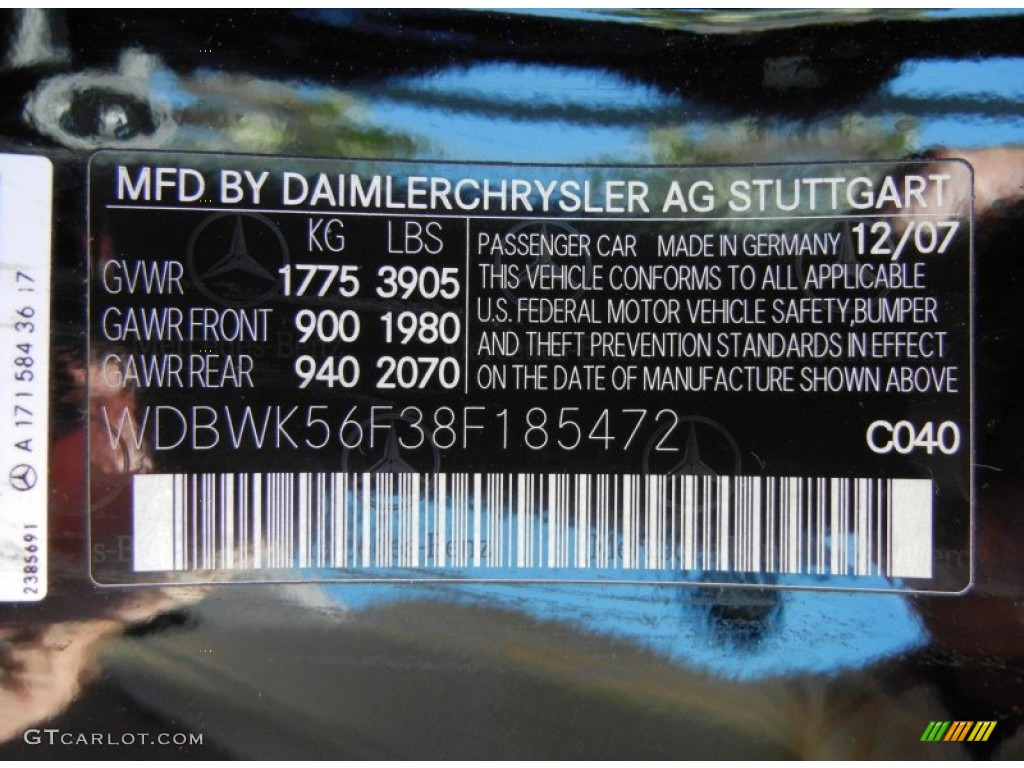 MFD BY DAIMLERCHRYSLER AG STUTTGART
KG LBS
GVWR 1775 3905
GAWR FRONT 900 1980
GAWR REAR 940 2070
PASSENGER CAR MADE IN GERMANY 12/07
THIS VEHICLE CONFORMS TO ALL APPLICABLE
U.S. FEDERAL MOTOR VEHICLE SAFETY,BUMPER
AND THEFT PREVENTION STANDARDS IN EFFECT
ON THE DATE OF MANUFACTURE SHOWN ABOVE
WDBWK56F38F185472
C040
A 171 584 36 17
2385691
GTCARLOT.COM